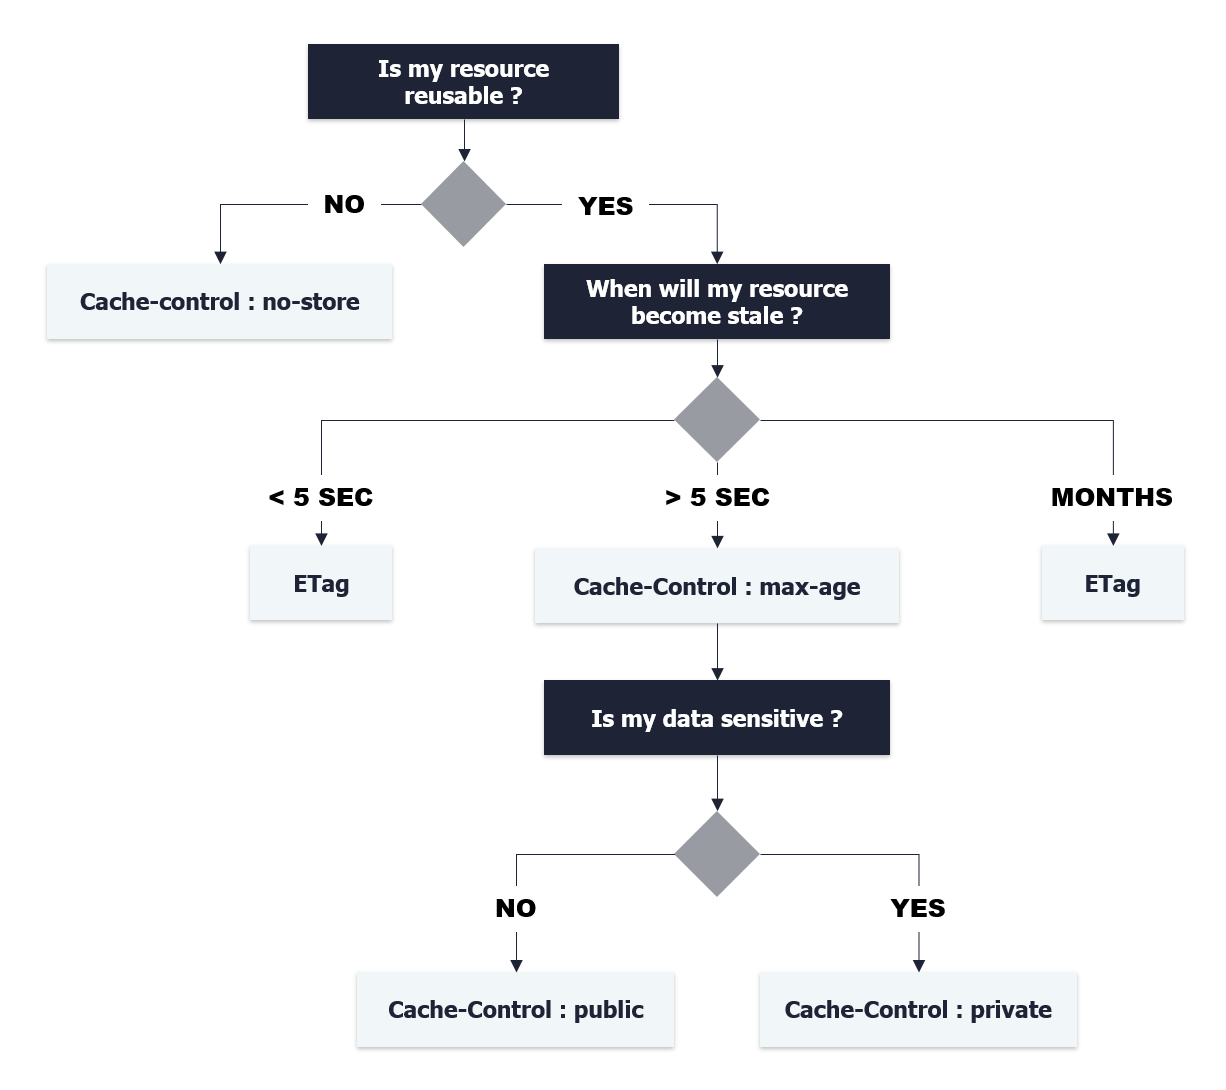 Is my resource
reusable ?
NO
YES
Cache-control : no-store
When will my resource
become stale ?
< 5 SEC
> 5 SEC
MONTHS
ETag
Cache-Control : max-age
ETag
Is my data sensitive ?
NO
YES
Cache-Control : public
Cache-Control : private